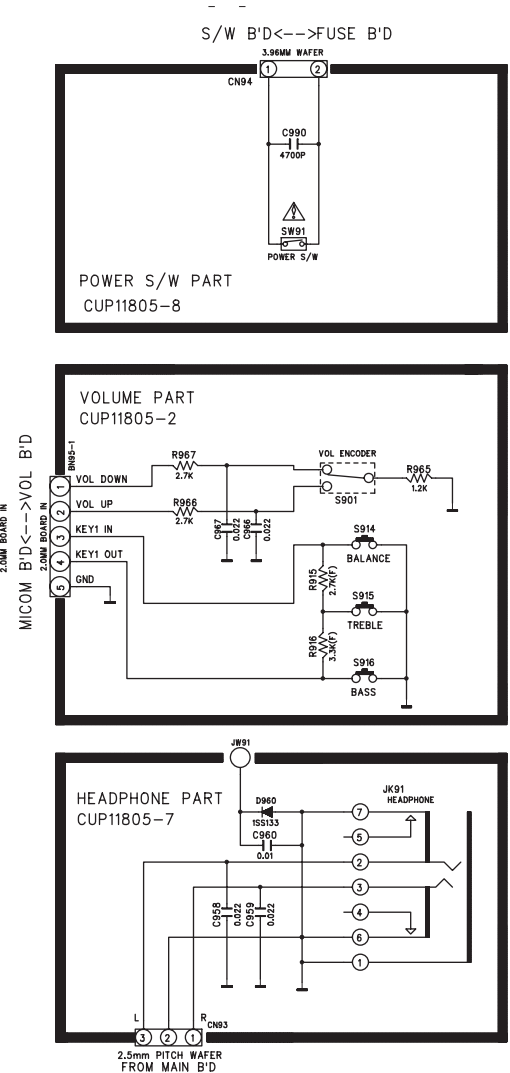 S/W B'D<-->FUSE B'D
3.96MM WAFER
1
2
CN94
C990
4700P
SW91
POWER S/W
POWER S/W PART
CUP11805-8
VOLUME PART
CUP11805-2
MICOM B'D<-->VOL B'D
2.0MM BOARD IN
2.0MM BOARD IN
BN95-1
1
VOL DOWN
2
VOL UP
3
KEY1 IN
4
KEY1 OUT
5
GND
R967
2.7K
R966
2.7K
C967
0.022
C966
0.022
VOL ENCODER
S901
R965
1.2K
S914
BALANCE
R915
2.7K(F)
S915
TREBLE
R916
3.3K(F)
S916
BASS
JW91
HEADPHONE PART
CUP11805-7
D960
1SS133
C960
0.01
JK91
HEADPHONE
7
5
2
3
4
6
1
C958
0.022
C959
0.022
L
R
CN93
3
2
1
2.5mm PITCH WAFER
FROM MAIN B'D